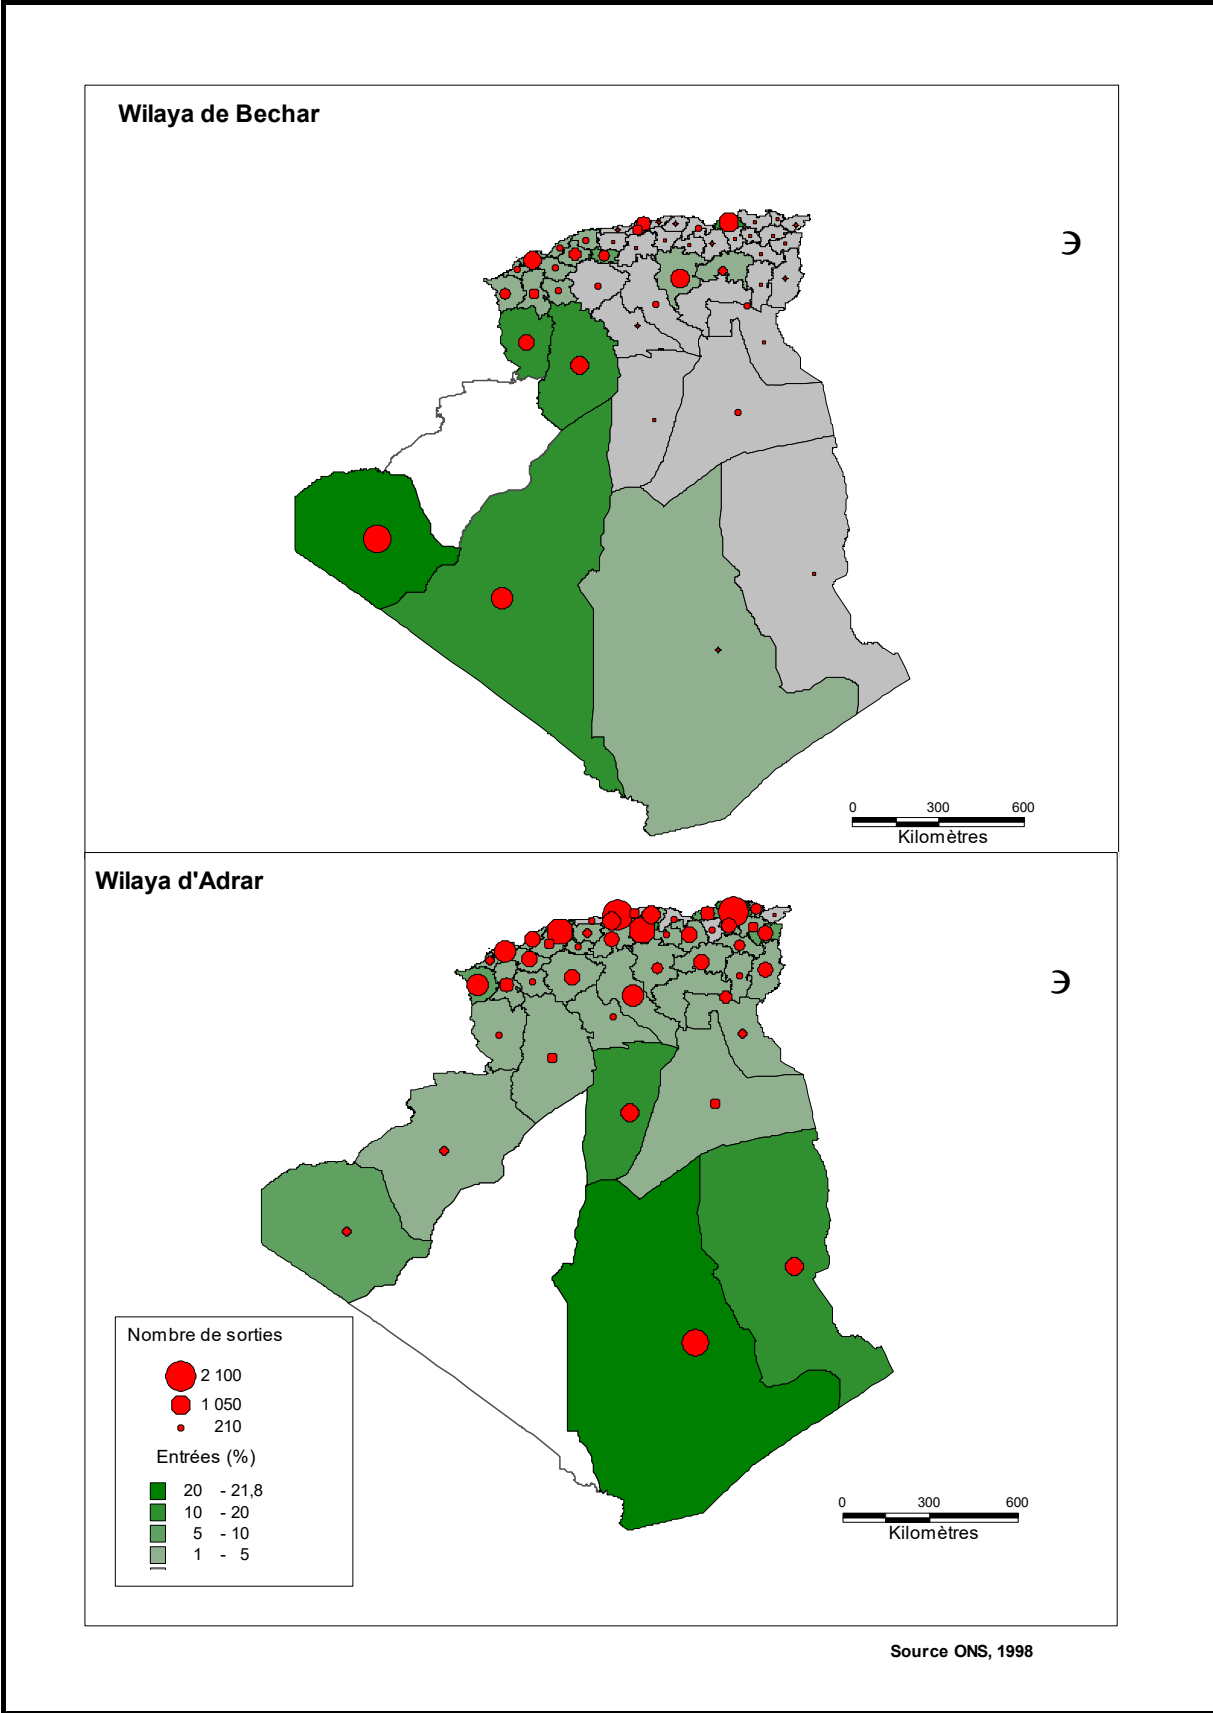 Wilaya de Bechar
϶
0 300 600
Kilomètres
Wilaya d'Adrar
϶
Nombre de sorties
2 100
1 050
210
Entrées (%)
20 - 21,8
10 - 20
5 - 10
1 - 5
0 300 600
Kilomètres
Source ONS, 1998